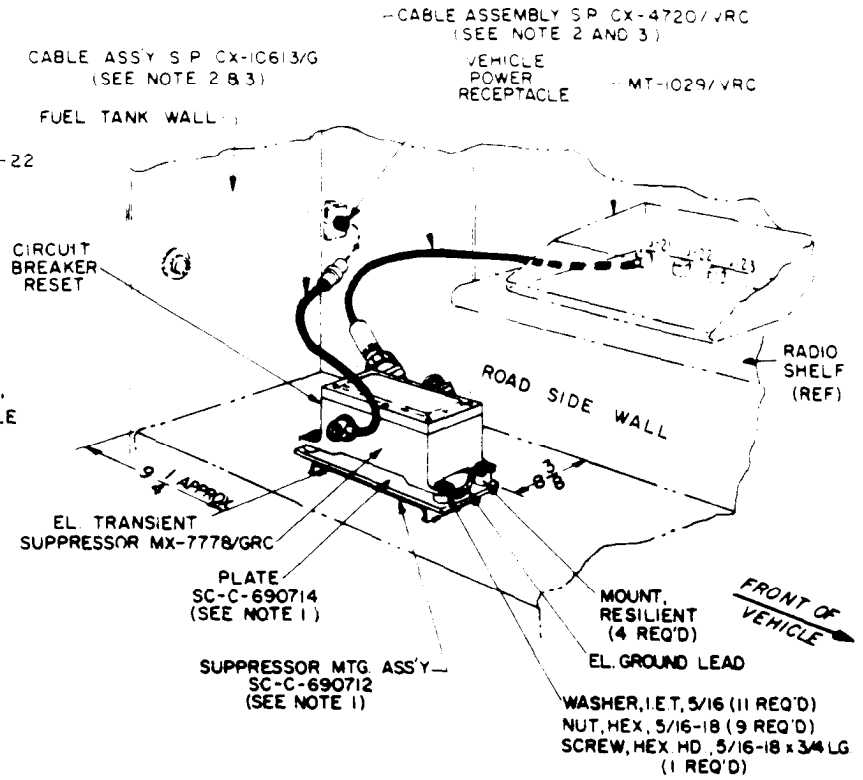 CABLE ASSEMBLY S P CX-4720/VRC
(SEE NOTE 2 AND 3)
CABLE ASS'Y S P CX-10613/G
(SEE NOTE 2 & 3)
VEHICLE
POWER
RECEPTACLE
MT-1029/VRC
FUEL TANK WALL
-22
CIRCUIT
BREAKER
RESET
J-21
J-22
J-23
RADIO
SHELF
(REF)
ROAD SIDE WALL
LE
9 1/4 APPROX
8 3/8
EL. TRANSIENT
SUPPRESSOR MX-7778/GRC
PLATE
SC-C-690714
(SEE NOTE 1)
MOUNT,
RESILIENT
(4 REQ'D)
FRONT OF
VEHICLE
SUPPRESSOR MTG. ASS'Y
SC-C-690712
(SEE NOTE 1)
EL. GROUND LEAD
WASHER, I.E.T, 5/16 (11 REQ'D)
NUT, HEX, 5/16-18 (9 REQ'D)
SCREW, HEX. HD., 5/16-18 x 3/4 LG
(1 REQ'D)